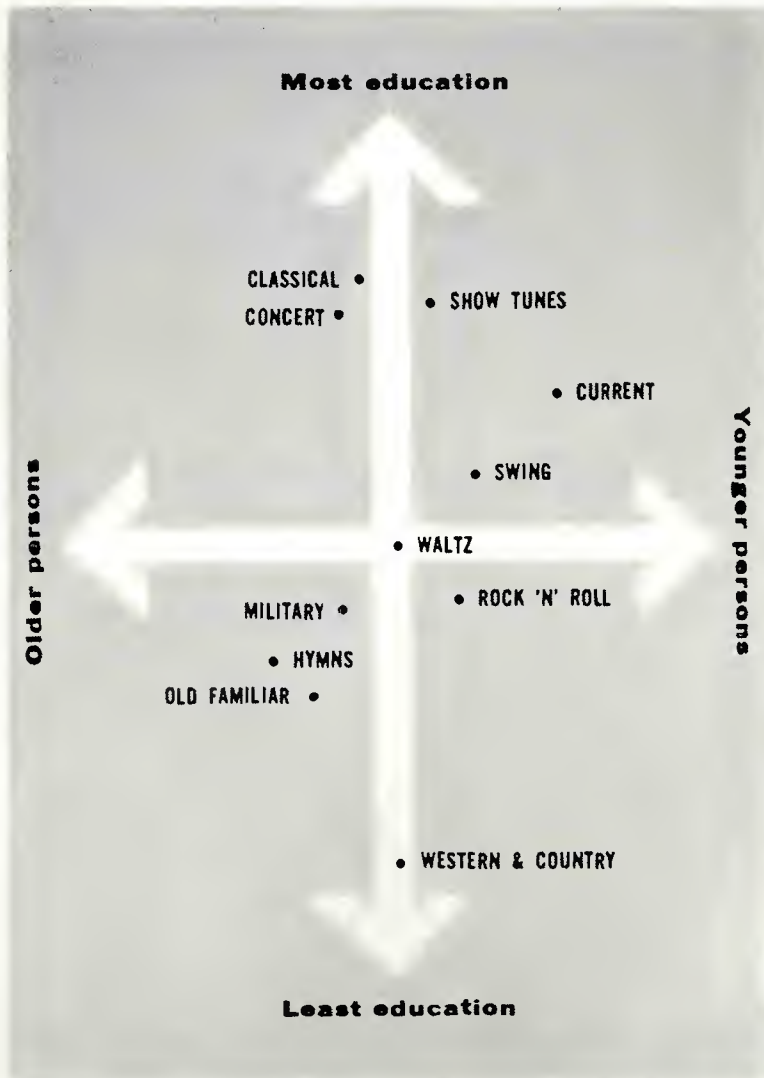 Most education
CLASSICAL
SHOW TUNES
CONCERT
CURRENT
SWING
Older persons
Younger persons
WALTZ
ROCK 'N' ROLL
MILITARY
HYMNS
OLD FAMILIAR
WESTERN & COUNTRY
Least education